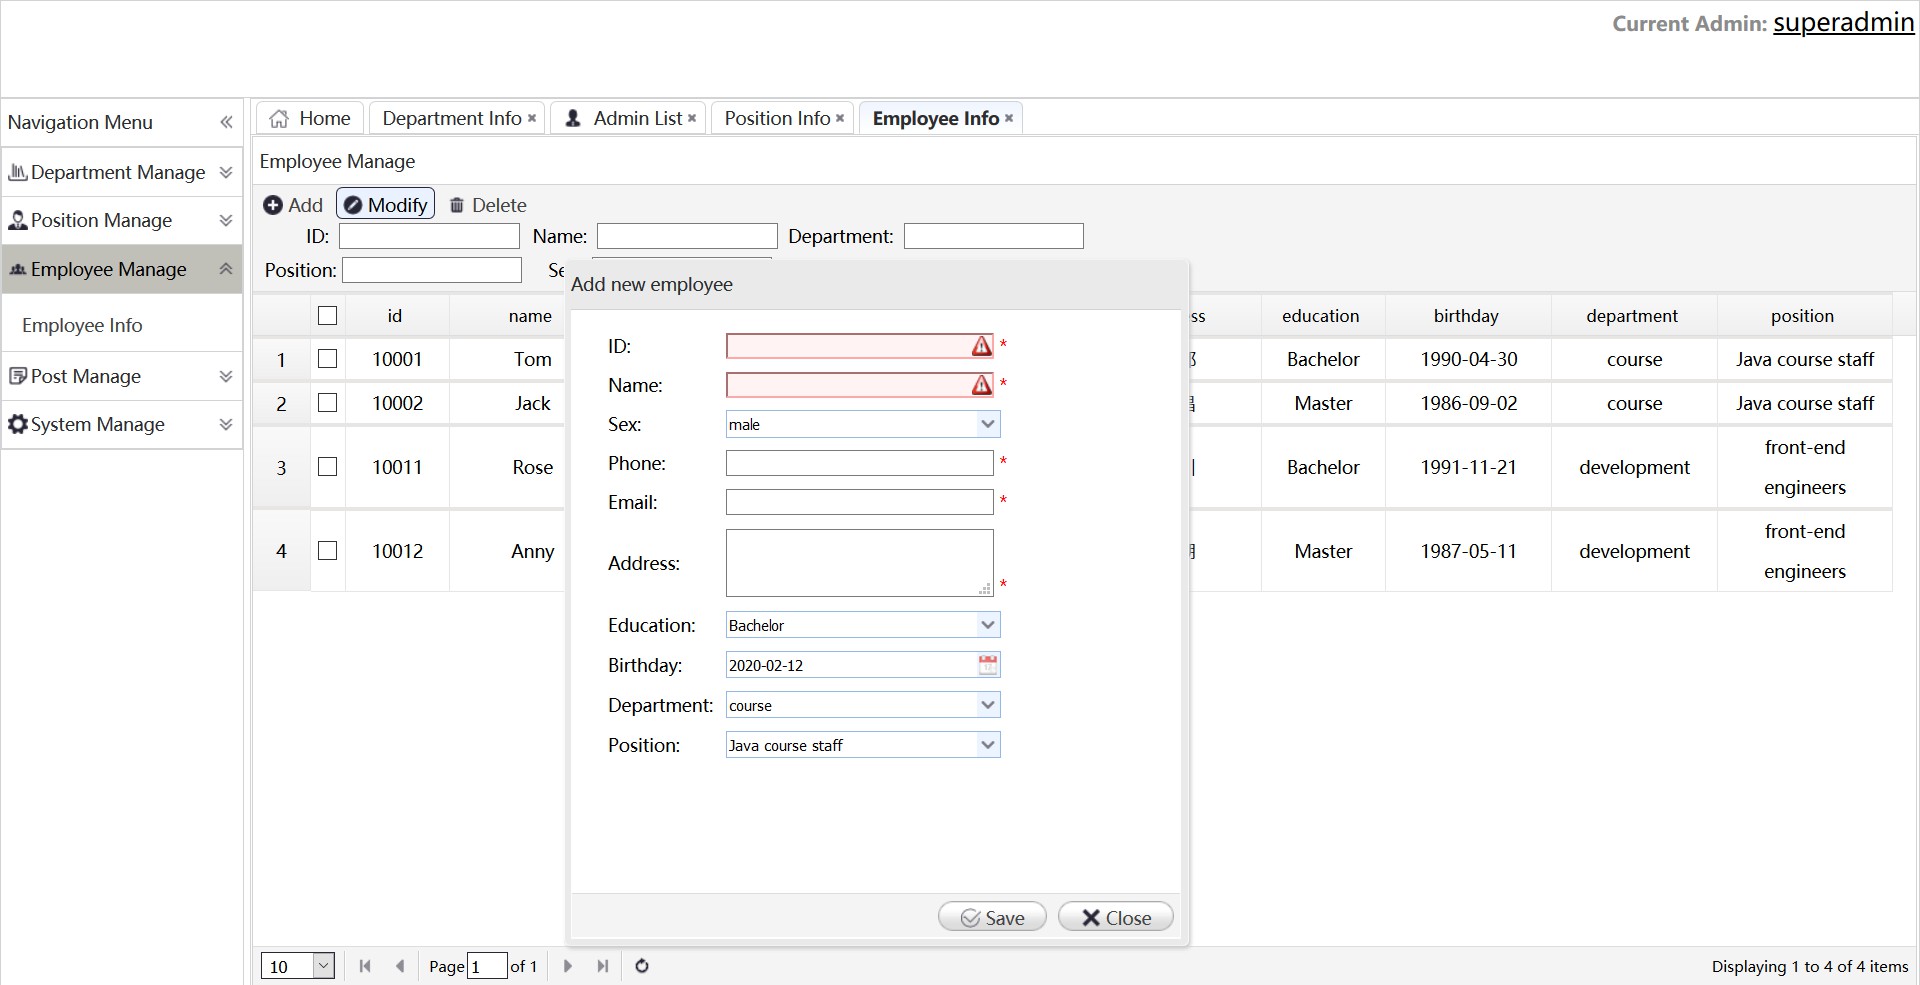 Current Admin: superadmin
Navigation Menu
Home
Department Info
Admin List
Position Info
Employee Info
Department Manage
Position Manage
Employee Manage
Employee Info
Post Manage
System Manage
Employee Manage
Add
Modify
Delete
ID:
Name:
Department:
Position:
id
name
education
birthday
department
position
1
10001
Tom
Bachelor
1990-04-30
course
Java course staff
2
10002
Jack
Master
1986-09-02
course
Java course staff
3
10011
Rose
Bachelor
1991-11-21
development
front-end
engineers
4
10012
Anny
Master
1987-05-11
development
front-end
engineers
Add new employee
ID:
*
Name:
*
Sex:
male
Phone:
*
Email:
*
Address:
*
Education:
Bachelor
Birthday:
2020-02-12
Department:
course
Position:
Java course staff
Save
Close
10
Page 1 of 1
Displaying 1 to 4 of 4 items